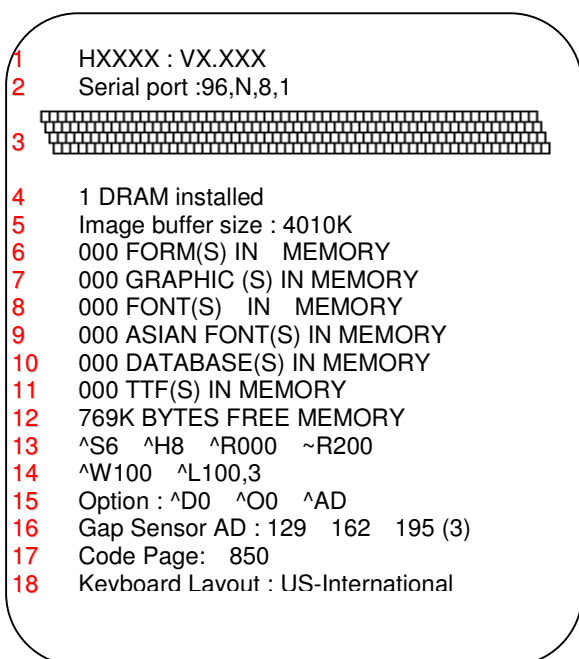 1 HXXXX : VX.XXX
2 Serial port :96,N,8,1
3
4 1 DRAM installed
5 Image buffer size : 4010K
6 000 FORM(S) IN MEMORY
7 000 GRAPHIC (S) IN MEMORY
8 000 FONT(S) IN MEMORY
9 000 ASIAN FONT(S) IN MEMORY
10 000 DATABASE(S) IN MEMORY
11 000 TTF(S) IN MEMORY
12 769K BYTES FREE MEMORY
13 ^S6 ^H8 ^R000 ~R200
14 ^W100 ^L100,3
15 Option : ^D0 ^O0 ^AD
16 Gap Sensor AD : 129 162 195 (3)
17 Code Page: 850
18 Keyboard Layout : US-International